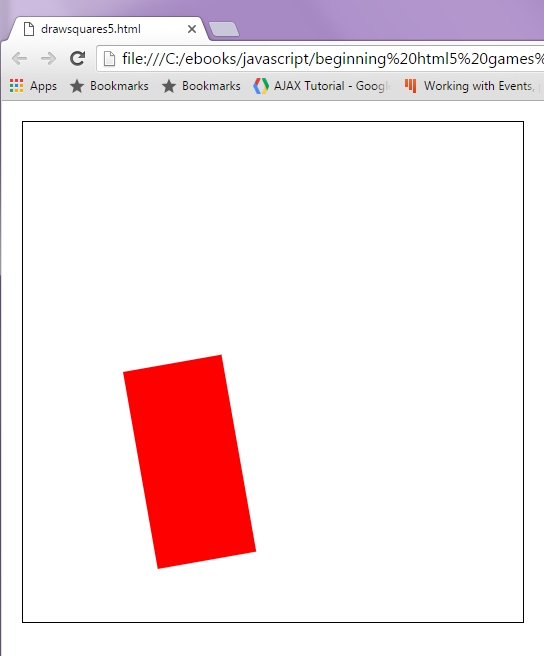 drawsquares5.html
file:///C:/ebooks/javascript/beginning%20html5%20games%
Apps Bookmarks Bookmarks AJAX Tutorial - Googl Working with Events,